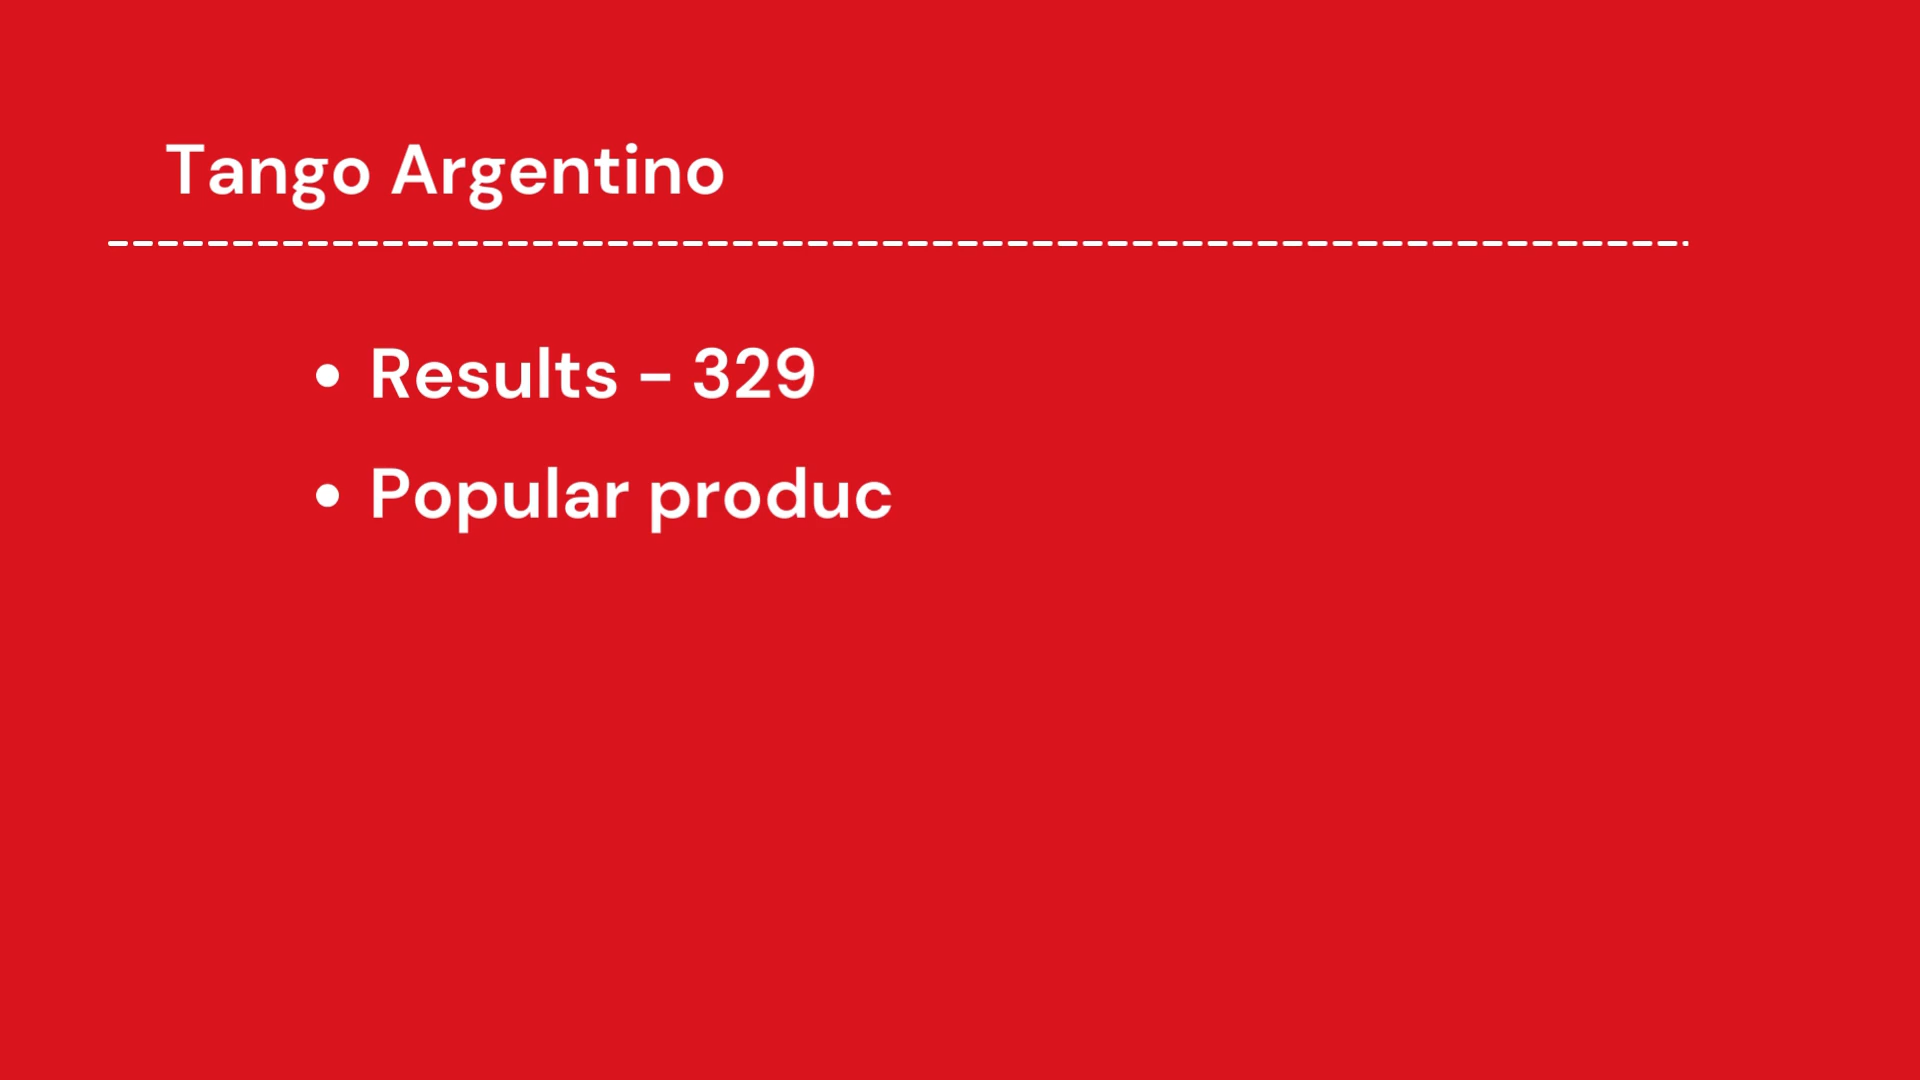 Tango Argentino
• Results - 329
• Popular produc